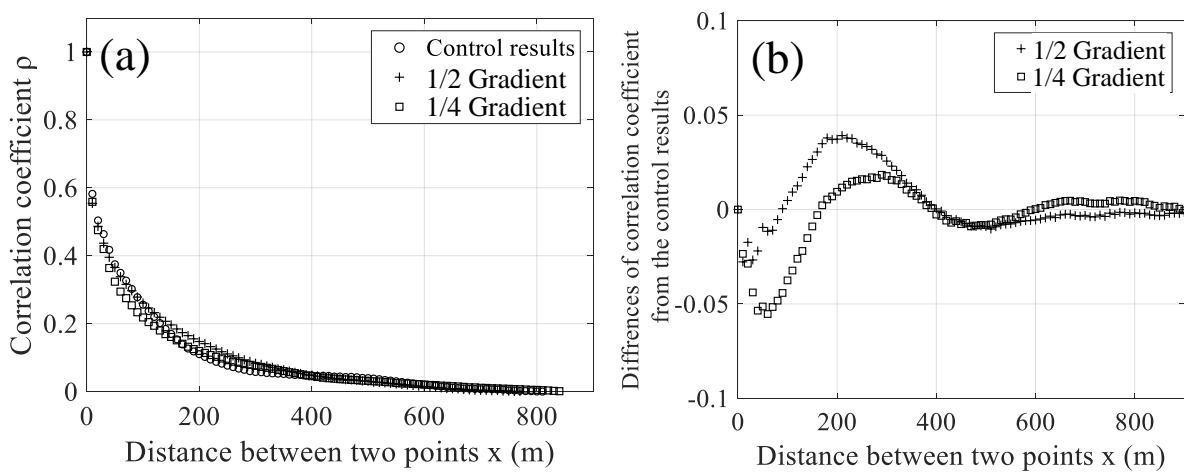 (a)
Control results
1/2 Gradient
1/4 Gradient
Correlation coefficient ρ
1
0.8
0.6
0.4
0.2
0
0
200
400
600
800
Distance between two points x (m)
(b)
1/2 Gradient
1/4 Gradient
Diffrences of correlation coefficient
from the control results
0.1
0.05
0
-0.05
-0.1
0
200
400
600
800
Distance between two points x (m)